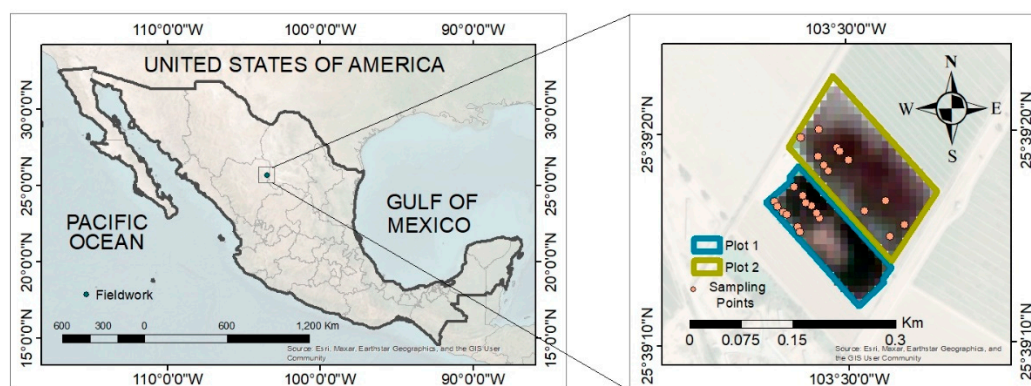 110°0'0"W 100°0'0"W 90°0'0"W
UNITED STATES OF AMERICA
30°0'0"N
25°0'0"N
20°0'0"N
15°0'0"N
PACIFIC
OCEAN
GULF OF
MEXICO
Fieldwork
600 300 0 600 1,200 Km
Source: Esri, Maxar, Earthstar Geographics, and the GIS User
Community
30°0'0"N
25°0'0"N
20°0'0"N
15°0'0"N
110°0'0"W 100°0'0"W 90°0'0"W
103°3'0"W
N
W E
S
25°39'20"N
25°39'10"N
Plot 1
Plot 2
Sampling
Points
Km
0 0.075 0.15 0.3
Source: Esri, Maxar, Earthstar Geographics, and
the GIS User Community
25°39'20"N
25°39'10"N
103°3'0"W